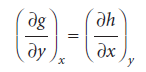 (∂g/∂y)_x = (∂h/∂x)_y